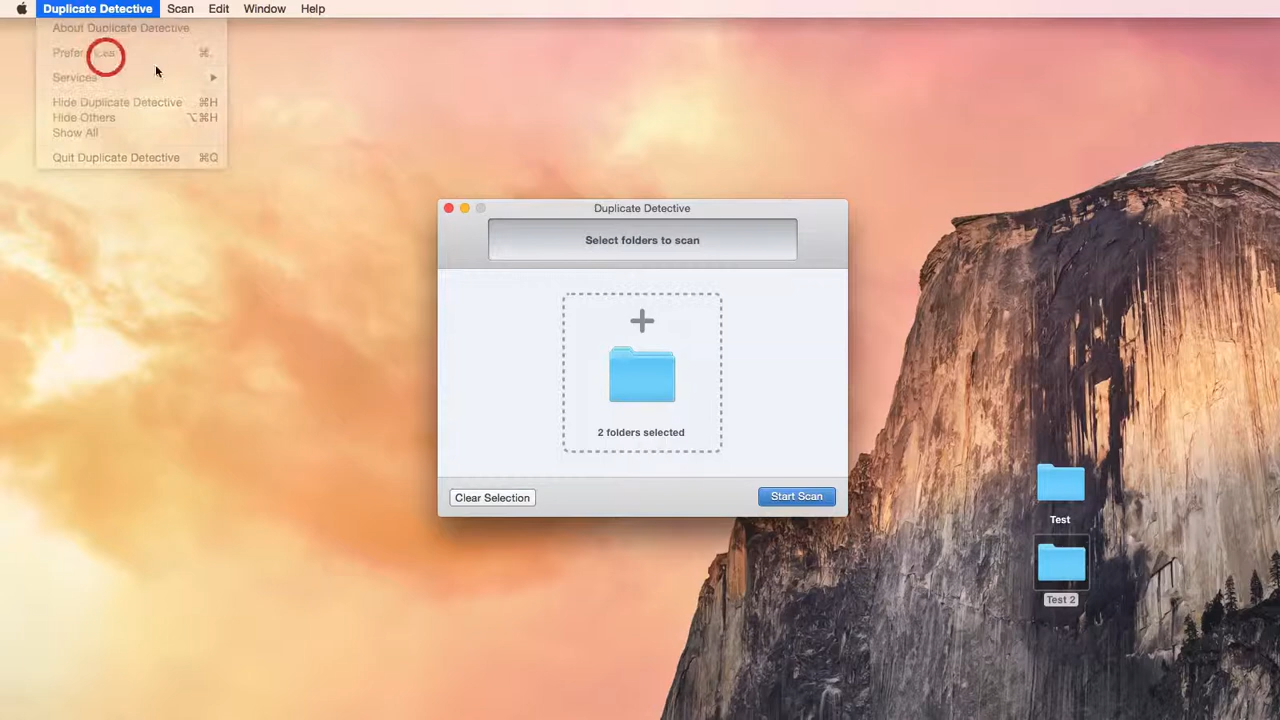 Duplicate Detective Scan Edit Window Help
About Duplicate Detective
Services
Hide Duplicate Detective ⌘H
Hide Others ⌥⌘H
Show All
Quit Duplicate Detective ⌘Q
Duplicate Detective
Select folders to scan
2 folders selected
Clear Selection
Start Scan
Test
Test 2